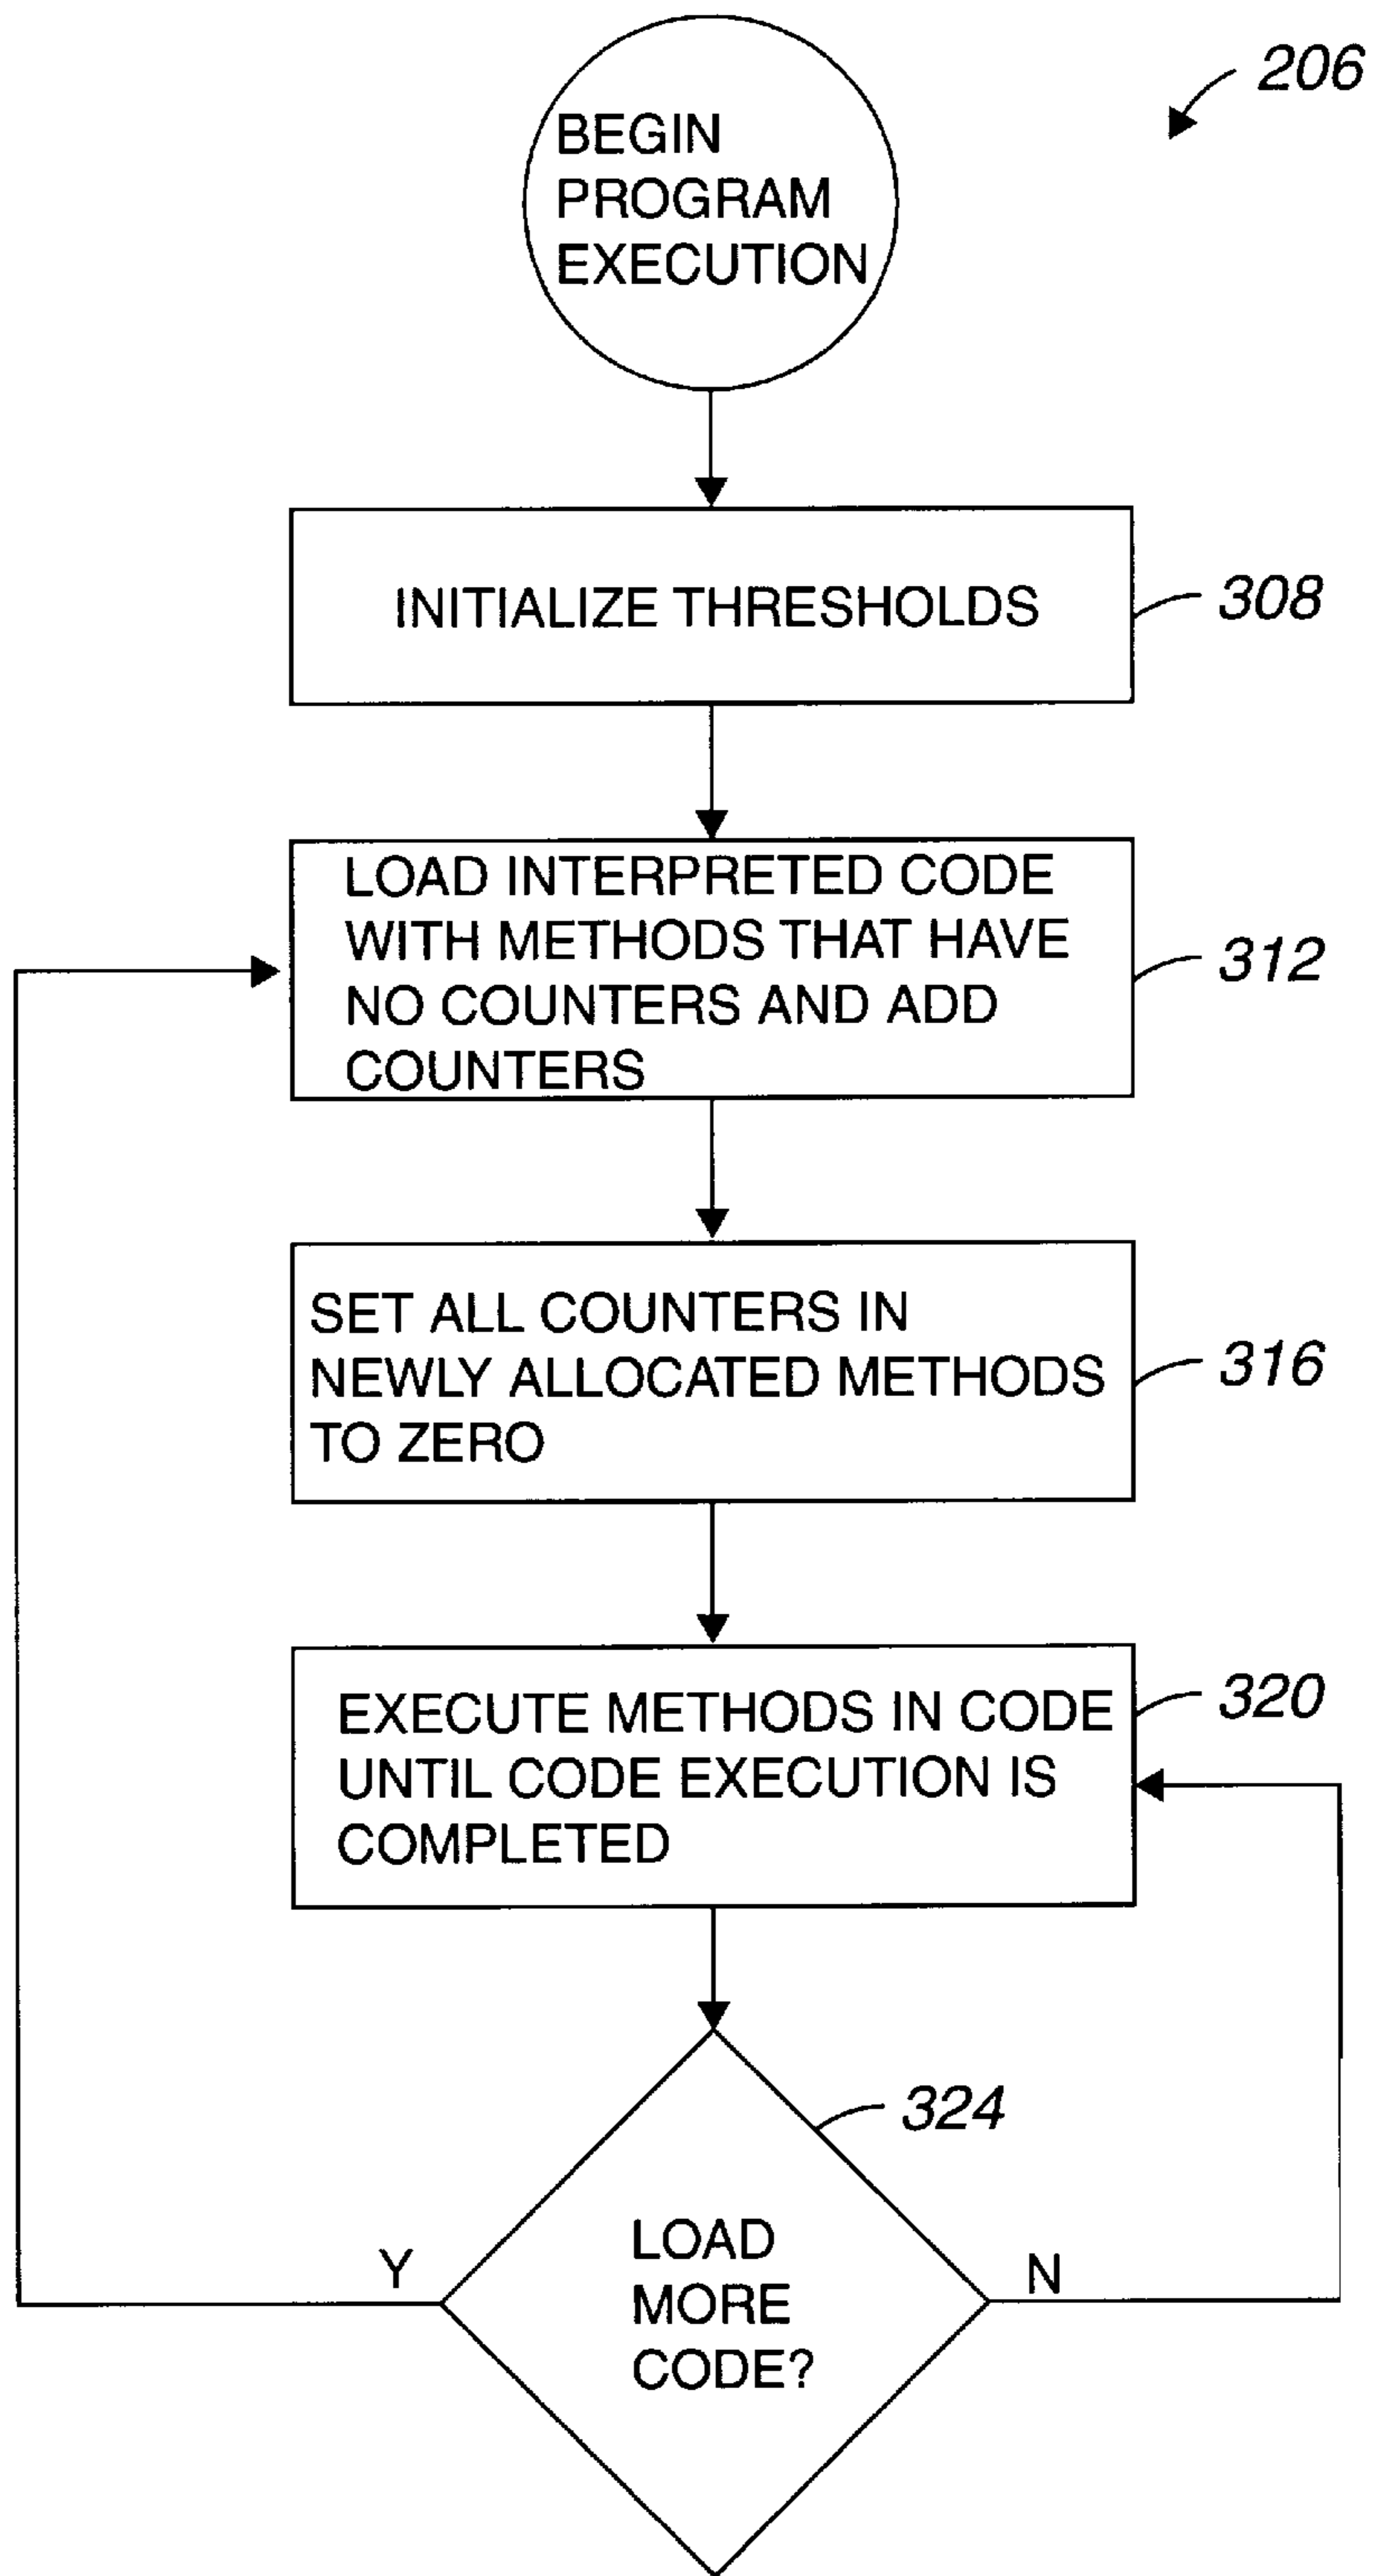 206
BEGIN
PROGRAM
EXECUTION
INITIALIZE THRESHOLDS
308
LOAD INTERPRETED CODE
WITH METHODS THAT HAVE
NO COUNTERS AND ADD
COUNTERS
312
SET ALL COUNTERS IN
NEWLY ALLOCATED METHODS
TO ZERO
316
EXECUTE METHODS IN CODE
UNTIL CODE EXECUTION IS
COMPLETED
320
324
LOAD
MORE
CODE?
Y
N